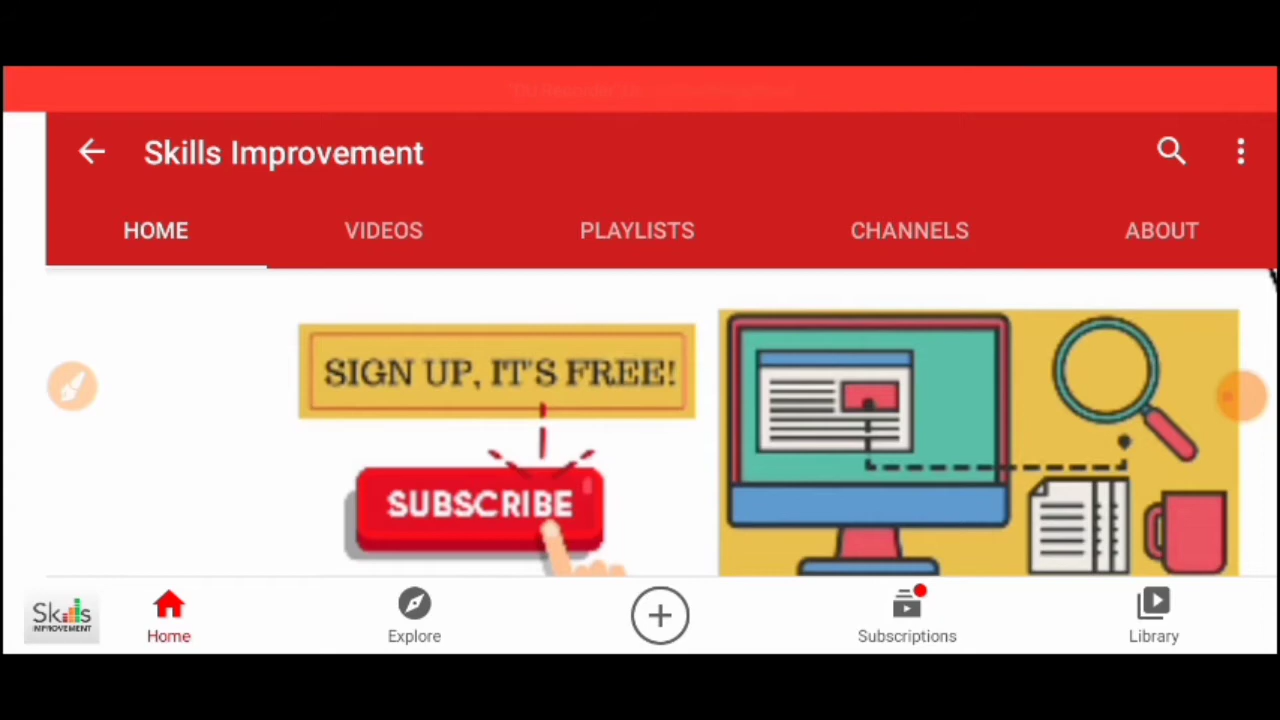 Skills Improvement
HOME
VIDEOS
PLAYLISTS
CHANNELS
ABOUT
SIGN UP, IT'S FREE!
SUBSCRIBE
Skills
IMPROVEMENT
Home
Explore
Subscriptions
Library